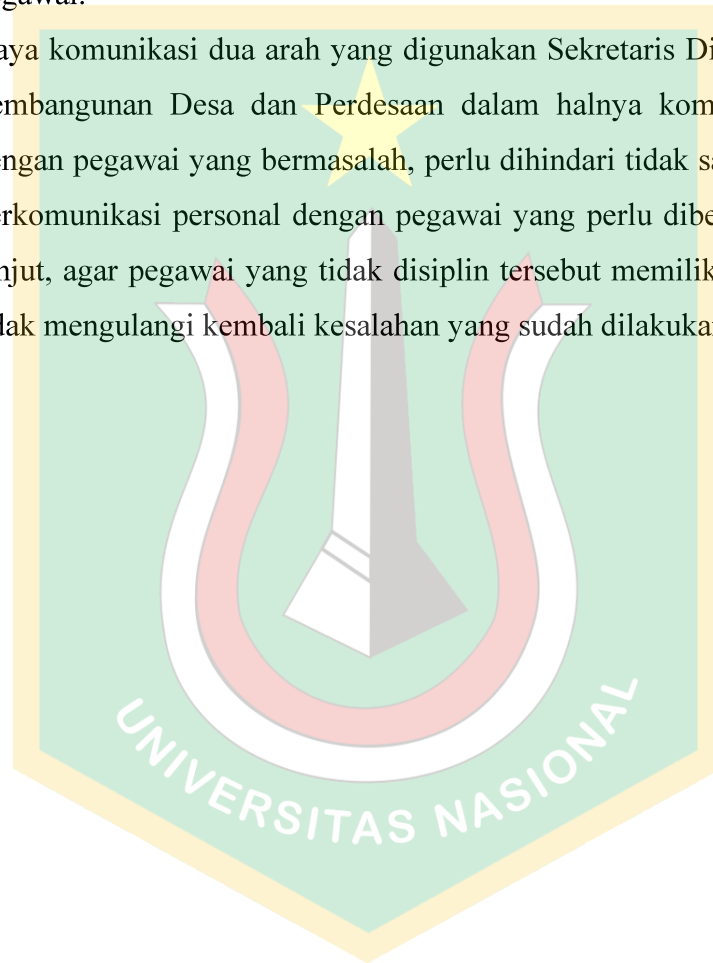 aya komunikasi dua arah yang digunakan Sekretaris Di
embangunan Desa dan Perdesaan dalam halnya kom
engan pegawai yang bermasalah, perlu dihindari tidak sa
erkomunikasi personal dengan pegawai yang perlu dibe
njut, agar pegawai yang tidak disiplin tersebut memilik
dak mengulangi kembali kesalahan yang sudah dilakukan
UNIVERSITAS NASIONAL